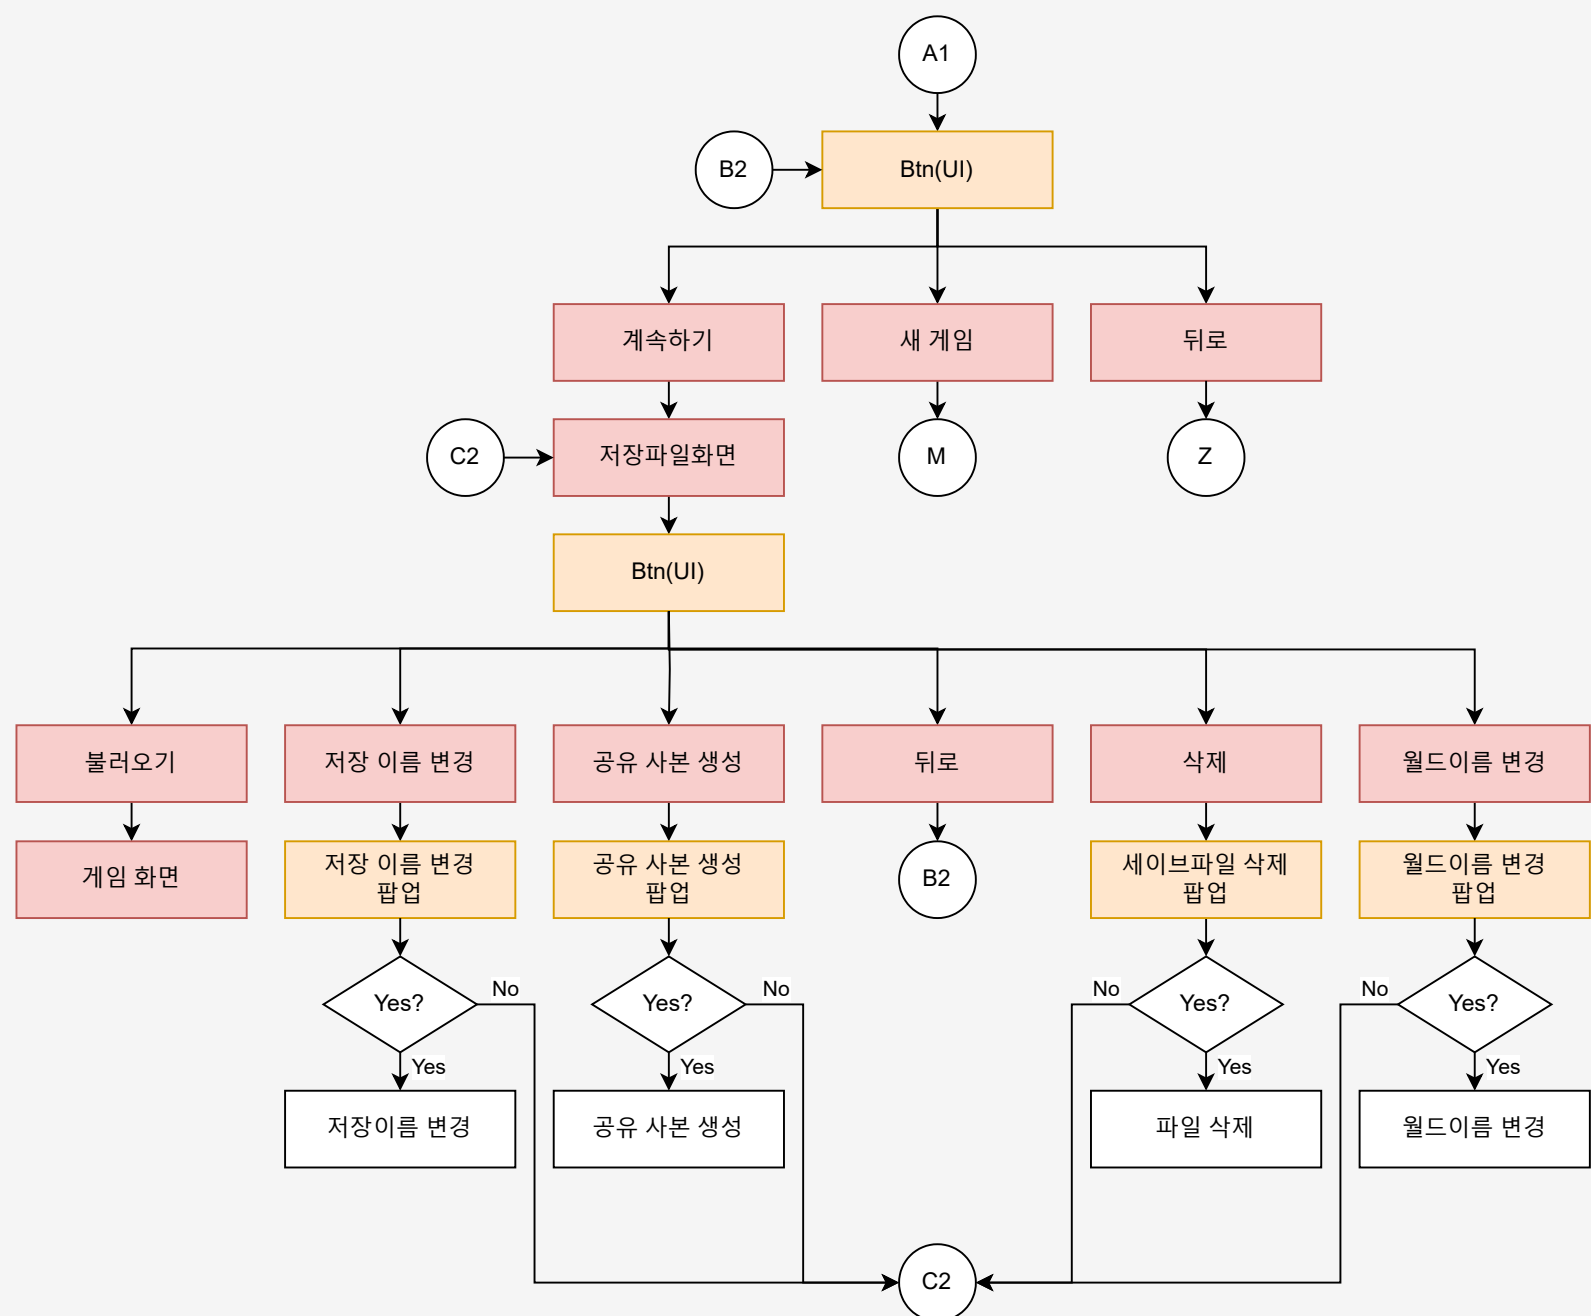 A1
B2
Btn(UI)
계속하기
새 게임
뒤로
C2
저장파일화면
M
Z
Btn(UI)
불러오기
저장 이름 변경
공유 사본 생성
뒤로
삭제
월드이름 변경
게임 화면
저장 이름 변경
팝업
공유 사본 생성
팝업
B2
세이브파일 삭제
팝업
월드이름 변경
팝업
Yes?
No
Yes?
No
No
Yes?
No
Yes?
Yes
Yes
Yes
Yes
저장이름 변경
공유 사본 생성
파일 삭제
월드이름 변경
C2